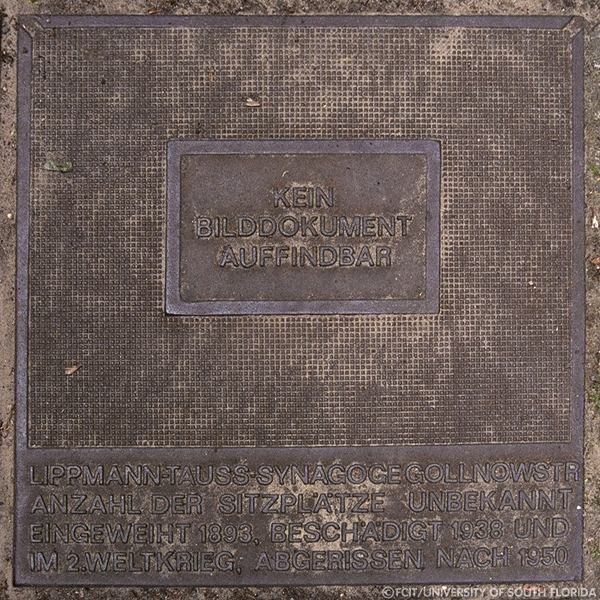 KEIN
BILDDOKUMENT
AUFFINDBAR
LIPPMANN-TAUSS-SYNAGOGE GOLLNOWSTR
ANZAHL DER SITZPLÄTZE UNBEKANNT
EINGEWEIHT 1893, BESCHÄDIGT 1938 UND
IM 2.WELTKRIEG, ABGERISSEN NACH 1950
©FCIT/UNIVERSITY OF SOUTH FLORIDA